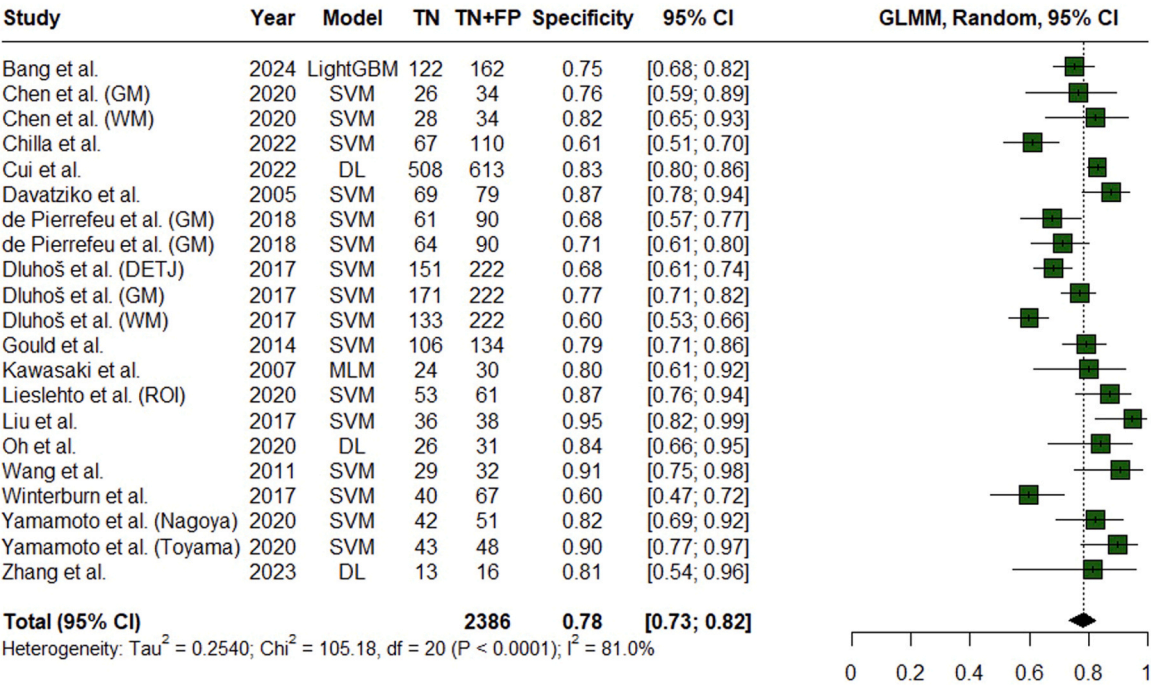 Study Year Model TN TN+FP Specificity 95% CI GLMM, Random, 95% CI
Bang et al. 2024 LightGBM 122 162 0.75 [0.68; 0.82]
Chen et al. (GM) 2020 SVM 26 34 0.76 [0.59; 0.89]
Chen et al. (WM) 2020 SVM 28 34 0.82 [0.65; 0.93]
Chilla et al. 2022 SVM 67 110 0.61 [0.51; 0.70]
Cui et al. 2022 DL 508 613 0.83 [0.80; 0.86]
Davatziko et al. 2005 SVM 69 79 0.87 [0.78; 0.94]
de Pierrefeu et al. (GM) 2018 SVM 61 90 0.68 [0.57; 0.77]
de Pierrefeu et al. (GM) 2018 SVM 64 90 0.71 [0.61; 0.80]
Dluhoš et al. (DETJ) 2017 SVM 151 222 0.68 [0.61; 0.74]
Dluhoš et al. (GM) 2017 SVM 171 222 0.77 [0.71; 0.82]
Dluhoš et al. (WM) 2017 SVM 133 222 0.60 [0.53; 0.66]
Gould et al. 2014 SVM 106 134 0.79 [0.71; 0.86]
Kawasaki et al. 2007 MLM 24 30 0.80 [0.61; 0.92]
Lieslehto et al. (ROI) 2020 SVM 53 61 0.87 [0.76; 0.94]
Liu et al. 2017 SVM 36 38 0.95 [0.82; 0.99]
Oh et al. 2020 DL 26 31 0.84 [0.66; 0.95]
Wang et al. 2011 SVM 29 32 0.91 [0.75; 0.98]
Winterburn et al. 2017 SVM 40 67 0.60 [0.47; 0.72]
Yamamoto et al. (Nagoya) 2020 SVM 42 51 0.82 [0.69; 0.92]
Yamamoto et al. (Toyama) 2020 SVM 43 48 0.90 [0.77; 0.97]
Zhang et al. 2023 DL 13 16 0.81 [0.54; 0.96]
Total (95% CI) 2386 0.78 [0.73; 0.82]
Heterogeneity: Tau² = 0.2540; Chi² = 105.18, df = 20 (P < 0.0001); I² = 81.0%
0 0.2 0.4 0.6 0.8 1